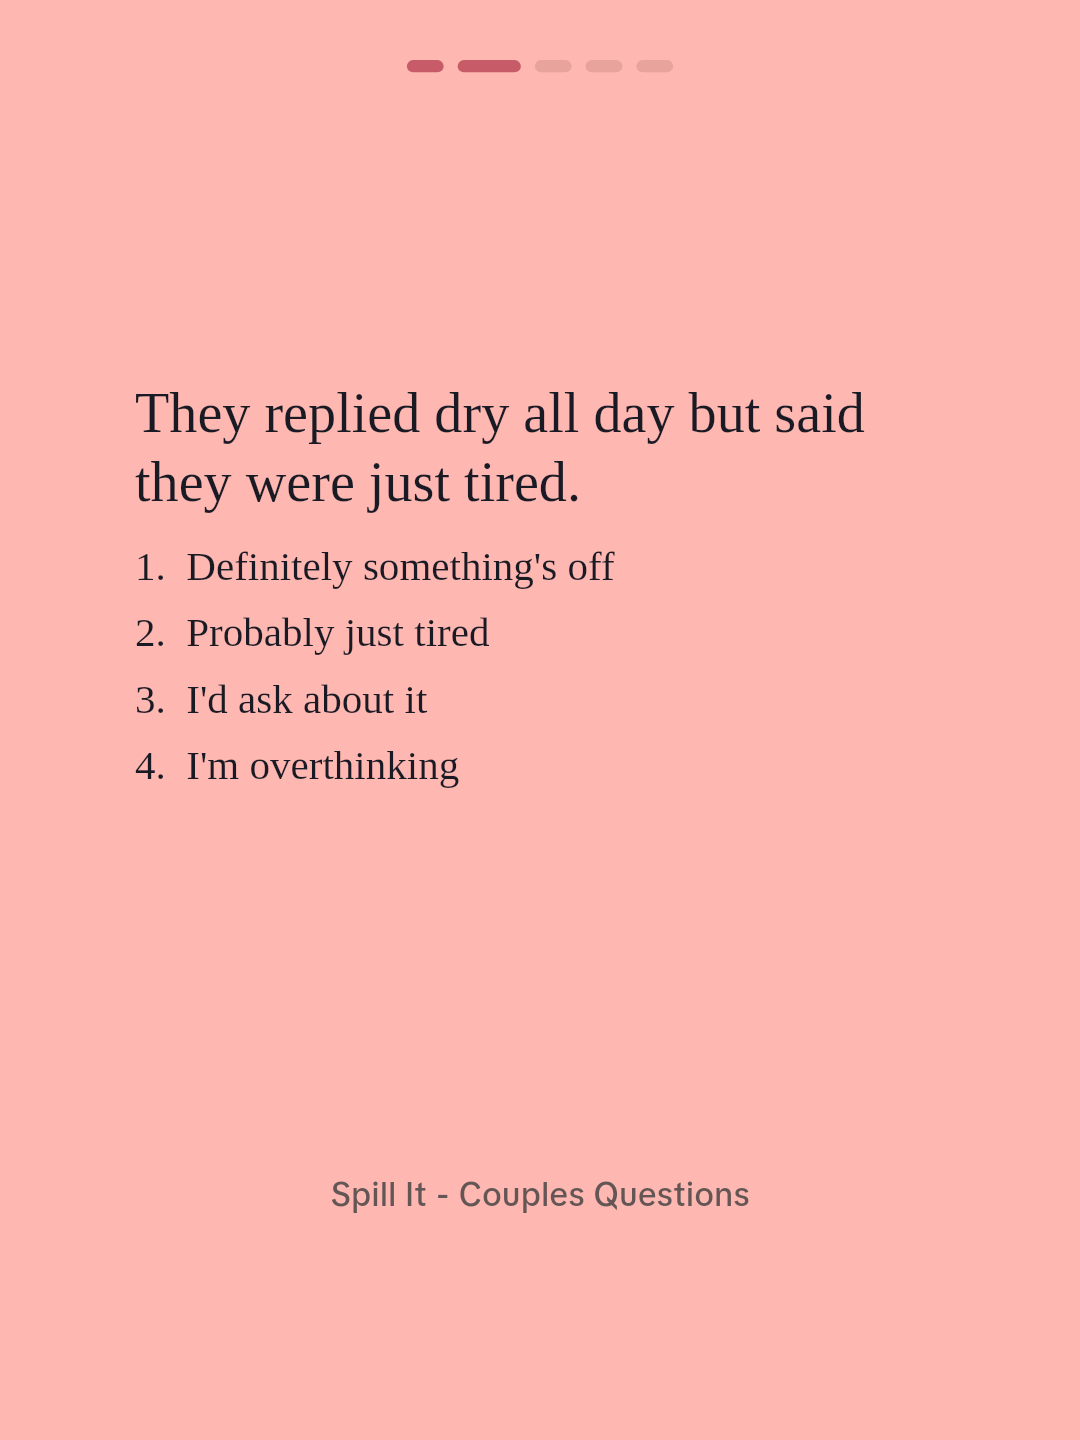 They replied dry all day but said
they were just tired.
1. Definitely something's off
2. Probably just tired
3. I'd ask about it
4. I'm overthinking
Spill It - Couples Questions